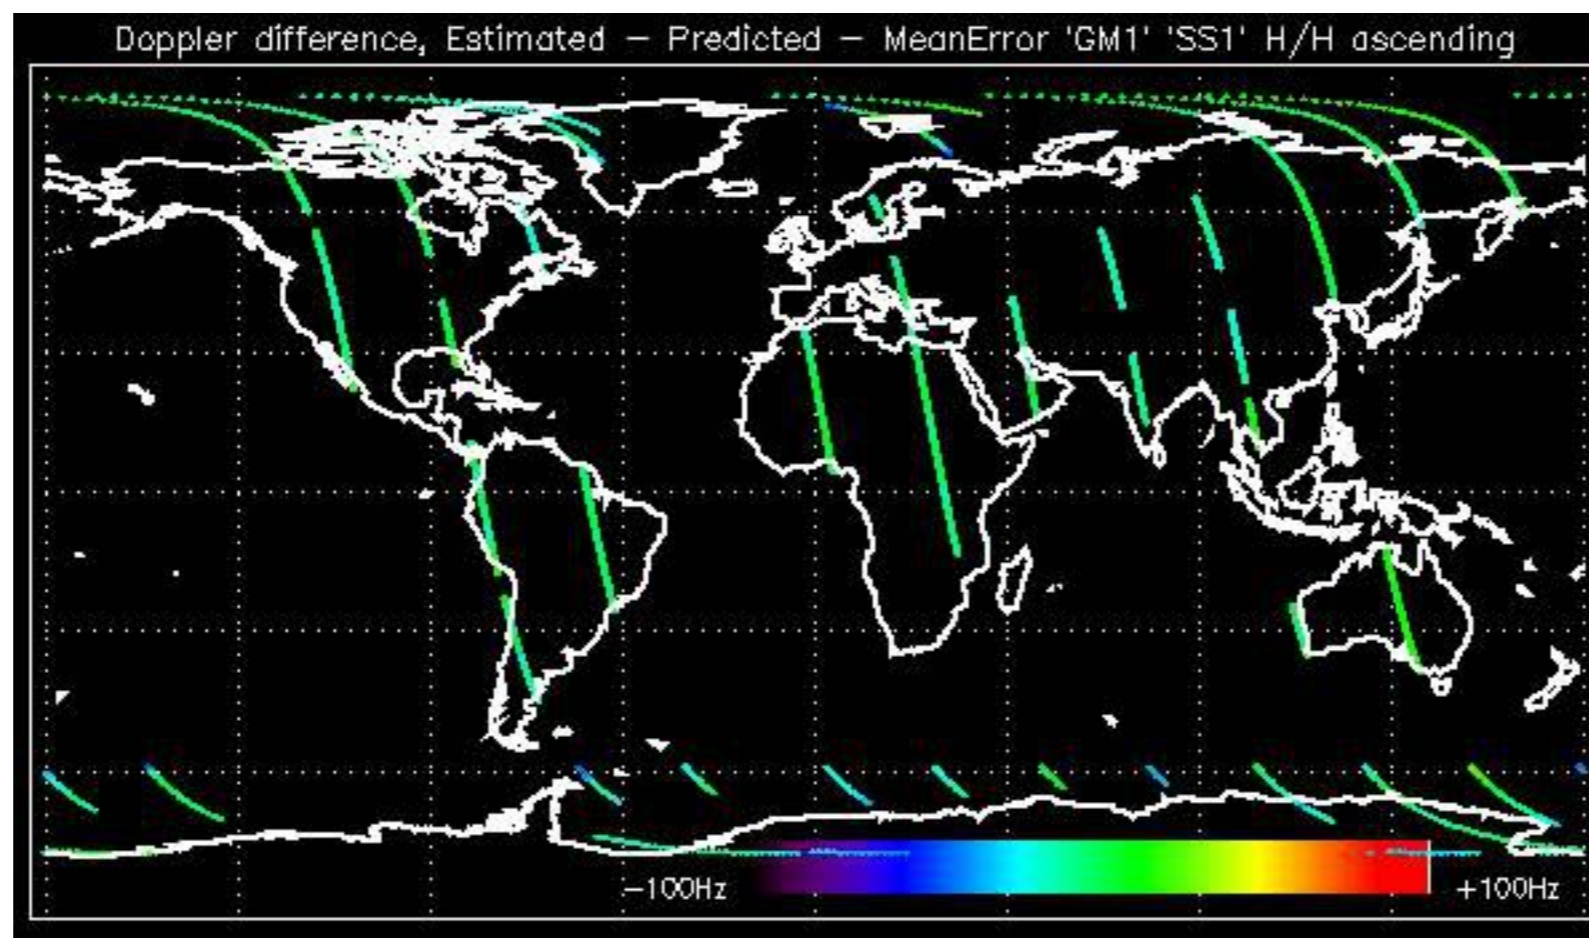 Doppler difference, Estimated – Predicted – MeanError 'GM1' 'SS1' H/H ascending
–100Hz
+100Hz